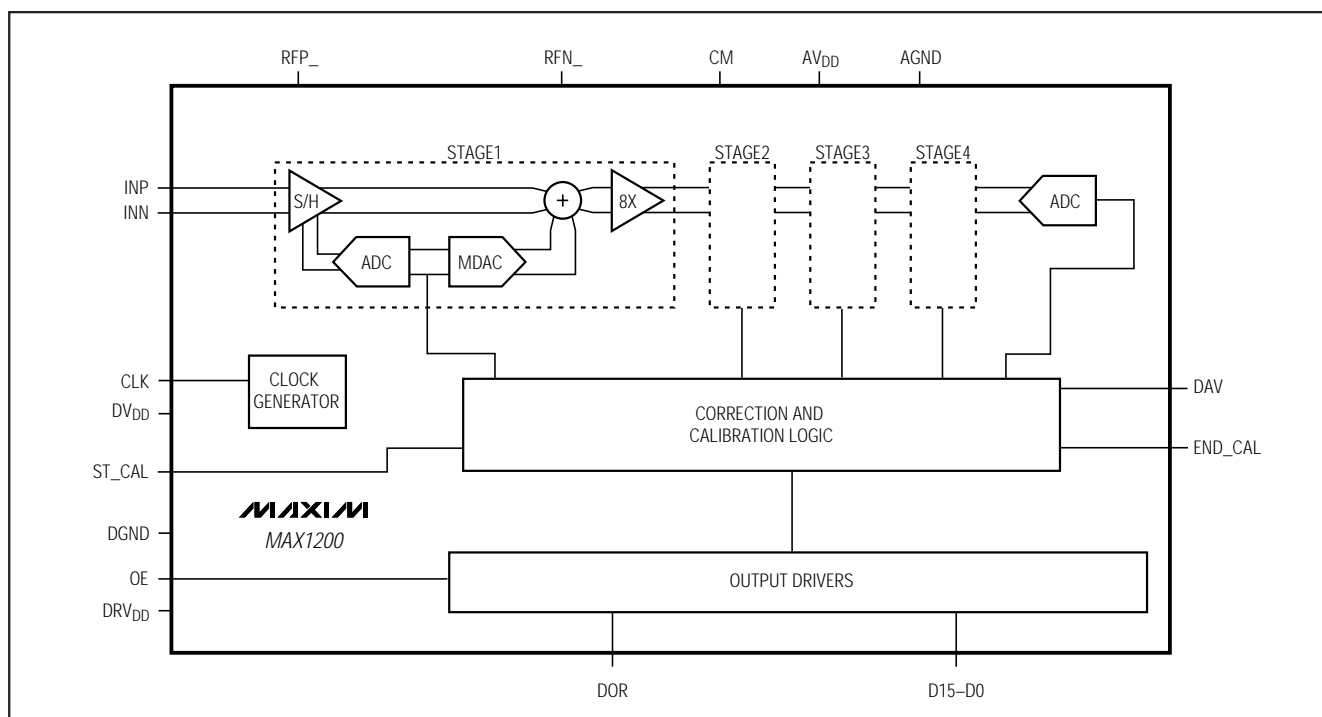 RFP_ RFN_ CM AVDD AGND
STAGE1 STAGE2 STAGE3 STAGE4
INP
INN
S/H
+
8X
ADC
ADC
MDAC
CLK
CLOCK
GENERATOR
DVDD
CORRECTION AND
CALIBRATION LOGIC
DAV
END_CAL
ST_CAL
MAXIM
MAX1200
DGND
OE
OUTPUT DRIVERS
DRVDD
DOR D15–D0